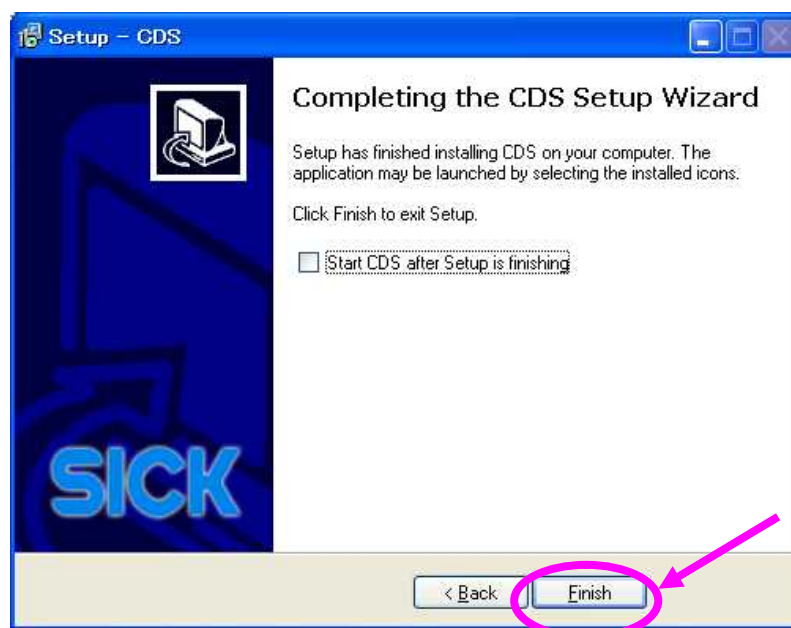 Setup - CDS
Completing the CDS Setup Wizard
Setup has finished installing CDS on your computer. The
application may be launched by selecting the installed icons.
Click Finish to exit Setup.
Start CDS after Setup is finishing
SICK
< Back
Finish